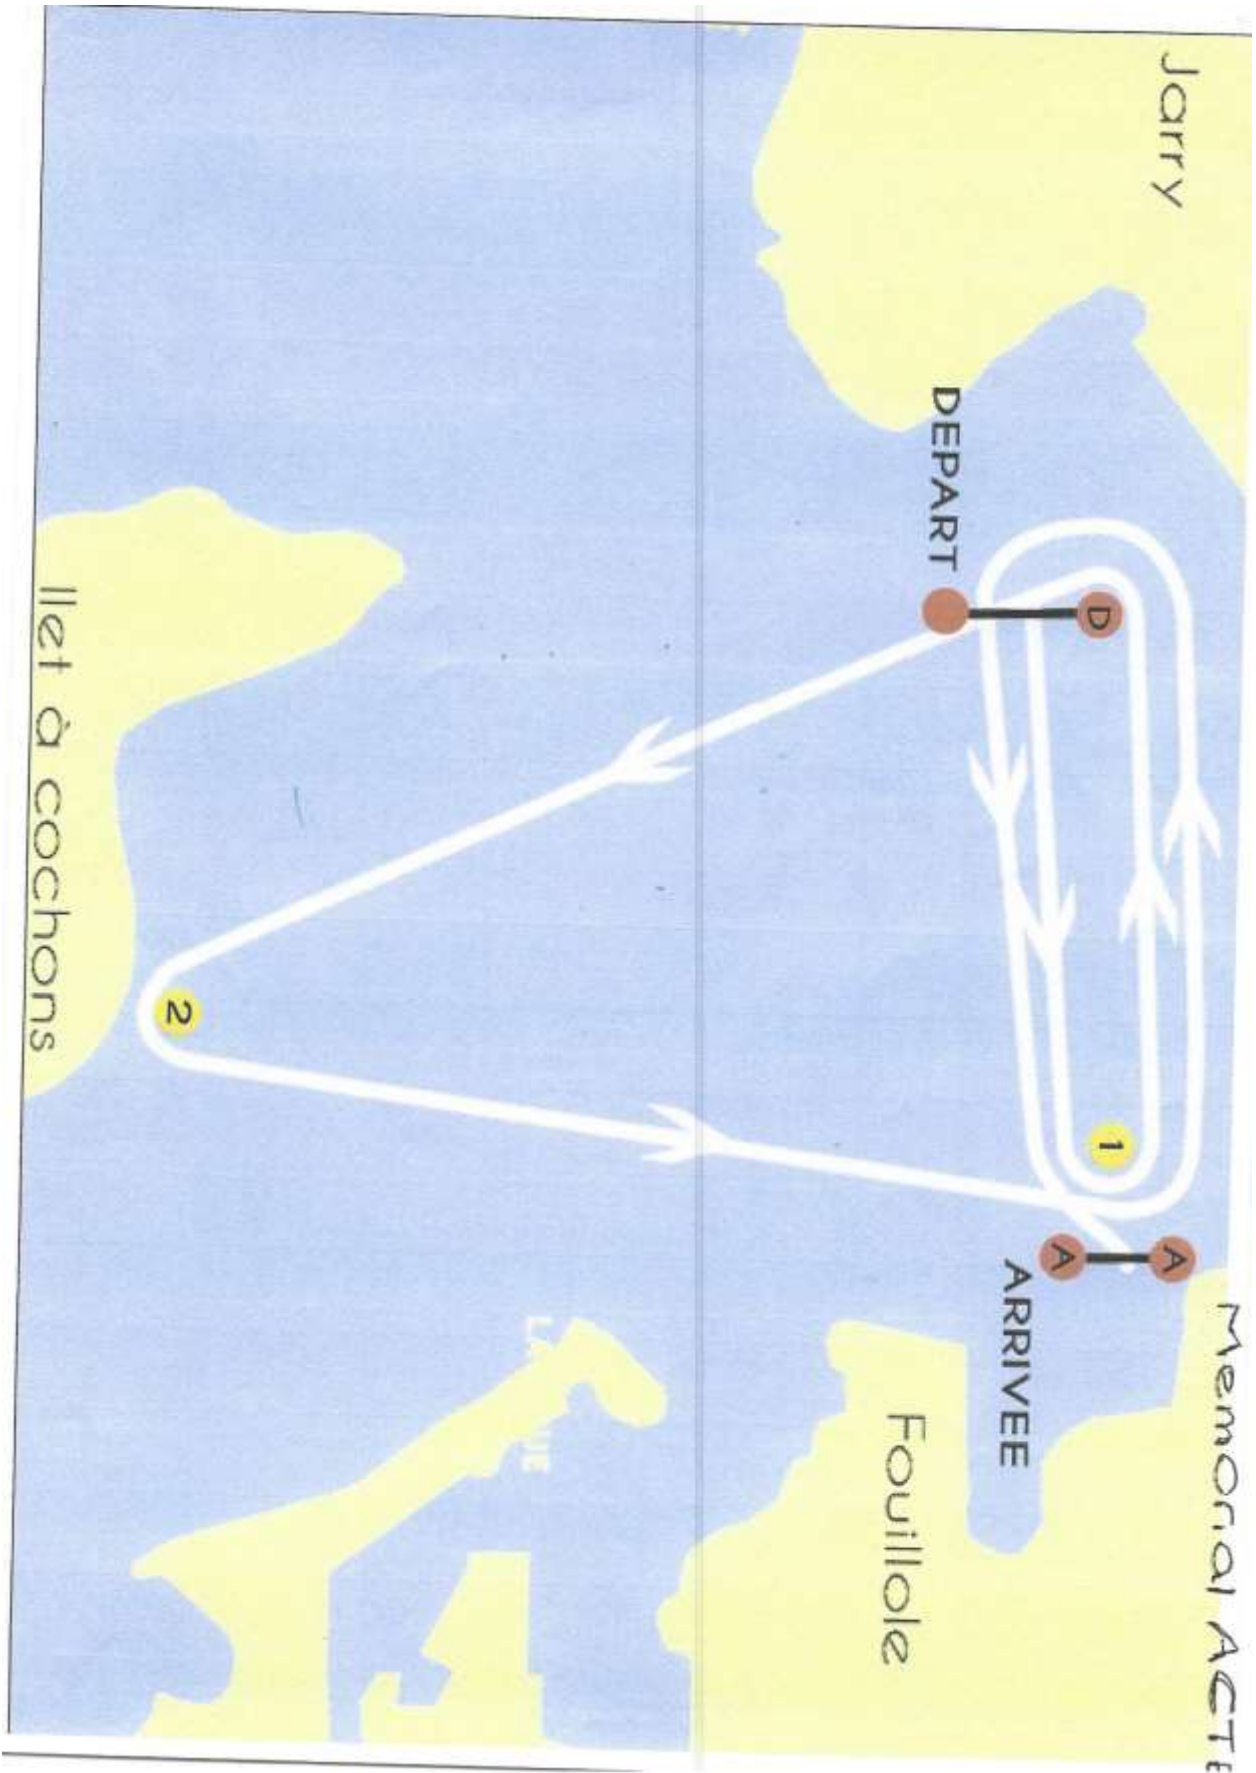 Jarry
Memorial ACTE
D
1
A
A
DEPART
ARRIVEE
Fouillole
2
Ilet à cochons